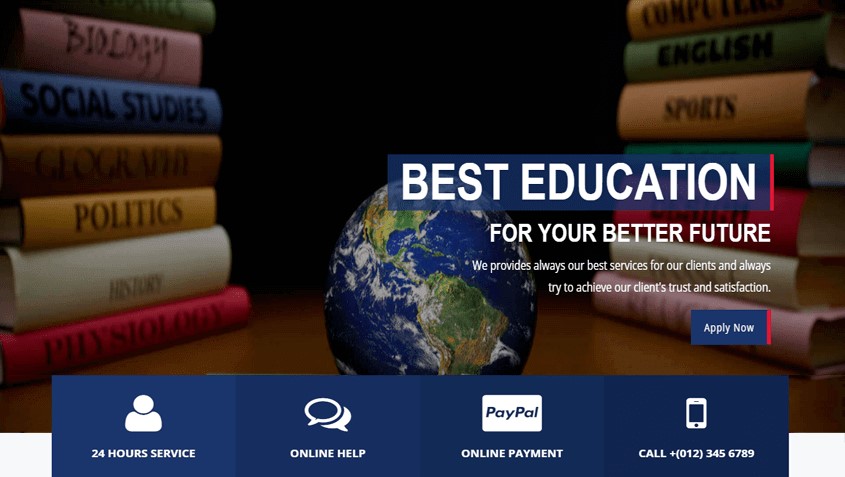 BIOLOGY
SOCIAL STUDIES
GEOGRAPHY
POLITICS
HISTORY
PHYSIOLOGY
COMPUTERS
ENGLISH
SPORTS
BEST EDUCATION
FOR YOUR BETTER FUTURE
We provides always our best services for our clients and always
try to achieve our client's trust and satisfaction.
Apply Now
24 HOURS SERVICE
ONLINE HELP
PayPal
ONLINE PAYMENT
CALL +(012) 345 6789